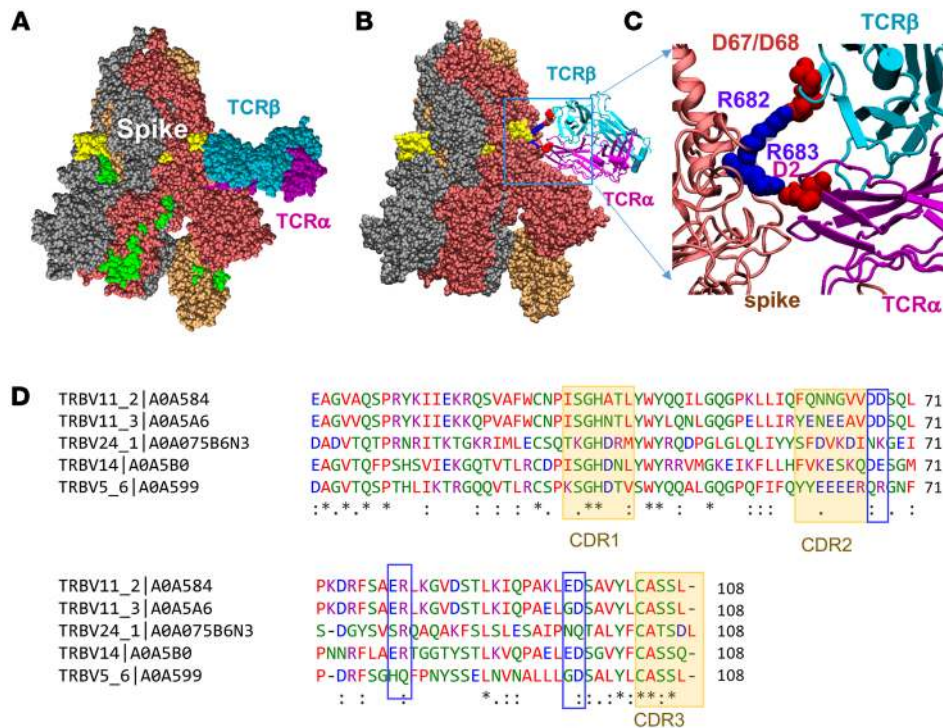 A
B
C
Spike
TCRβ
TCRα
TCRβ
TCRα
D67/D68
TCRβ
R682
R683
D2
spike
TCRα
D
TRBV11_2|A0A584 EAGVAQSPRYKIIEKRQSVAFWCNPISGHATLYWYQQILGQGPKLLIQFQNNGVVDDSQL 71
TRBV11_3|A0A5A6 EAGVVQSPRYKIIEKKQPVAFWCNPISGHNTLYWYLQNLGQGPELLIRYENEEAVDDSQL 71
TRBV24_1|A0A075B6N3 DADVTQTPRNRITKTGKRIMLECSQTKGHDRMYWYRQDPGLGLQLIYYSFDVKDINKGEI 71
TRBV14|A0A5B0 EAGVTQFPSHSVIEKGQTVTLRCDPISGHDNLYWYRRVMGKEIKFLLHFVKESKQDESGM 71
TRBV5_6|A0A599 DAGVTQSPTHLIKTRGQQVTLRCSPKSGHDTVSWYQQALGQGPQFIFQYYEEEERQRGNF 71
:*.*.* * : : : *. .:** : ** * ::: . : :
CDR1 CDR2
TRBV11_2|A0A584 PKDRFSAERLKGVDSTLKIQPAKLEDSAVYLCASSL- 108
TRBV11_3|A0A5A6 PKDRFSAERLKGVDSTLKIQPAELGDSAVYLCASSL- 108
TRBV24_1|A0A075B6N3 S-DGYSVSRQAQAKFSLSLESAIPNQTALYFCATSDL 108
TRBV14|A0A5B0 PNNRFLAERTGGTYSTLKVQPAELEDSGVYFCASSQ- 108
TRBV5_6|A0A599 P-DRFSGHQFPNYSSELNVNALLLGDSALYLCASSL- 108
: : : *.:: ::.:*:**:*
CDR3